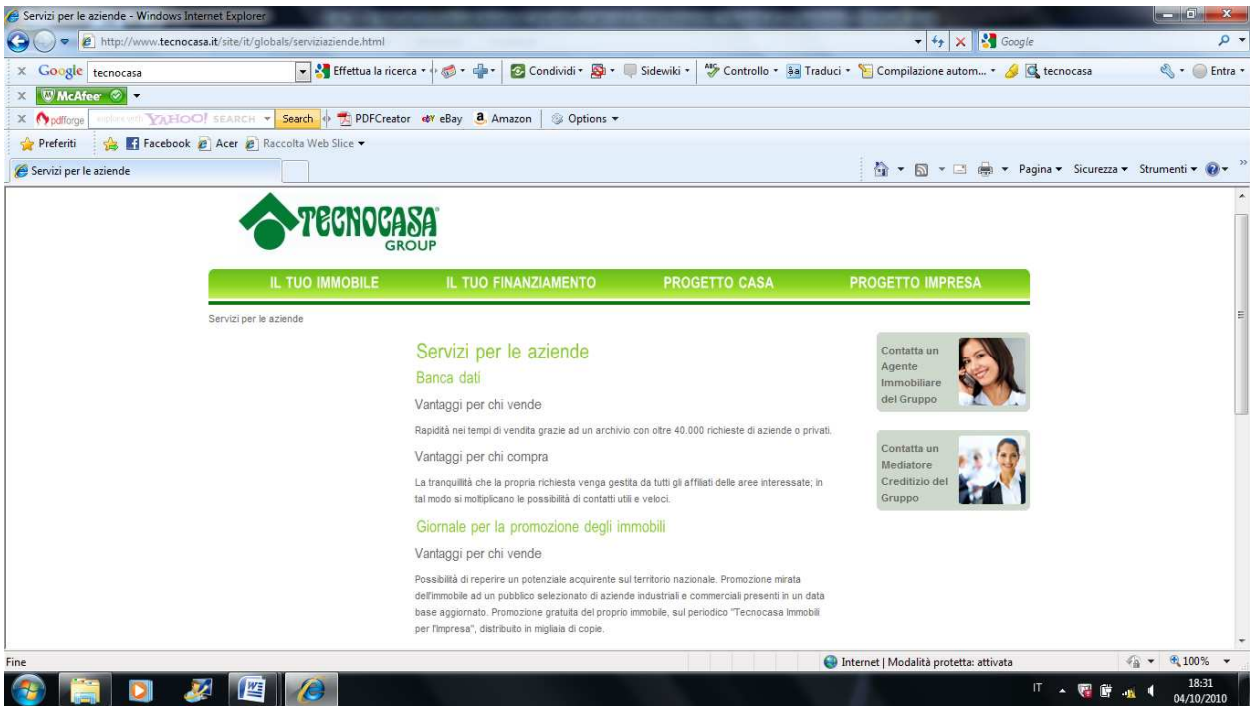 Servizi per le aziende - Windows Internet Explorer
http://www.tecnocasa.it/site/it/globals/serviziaziende.html
Google
Google tecnocasa Effettua la ricerca Condividi Sidewiki Controllo Traduci Compilazione autom... tecnocasa Entra
McAfee
pdfforge YAHOO! SEARCH Search PDFCreator eBay Amazon Options
Preferiti Facebook Acer Raccolta Web Slice
Servizi per le aziende Pagina Sicurezza Strumenti
TECNOCASA
GROUP
IL TUO IMMOBILE IL TUO FINANZIAMENTO PROGETTO CASA PROGETTO IMPRESA
Servizi per le aziende
Servizi per le aziende
Banca dati
Vantaggi per chi vende
Rapidità nei tempi di vendita grazie ad un archivio con oltre 40.000 richieste di aziende o privati.
Vantaggi per chi compra
La tranquillità che la propria richiesta venga gestita da tutti gli affiliati delle aree interessate; in
tal modo si moltiplicano le possibilità di contatti utili e veloci.
Giornale per la promozione degli immobili
Vantaggi per chi vende
Possibilità di reperire un potenziale acquirente sul territorio nazionale. Promozione mirata
dell'immobile ad un pubblico selezionato di aziende industriali e commerciali presenti in un data
base aggiornato. Promozione gratuita del proprio immobile, sul periodico "Tecnocasa Immobili
per l'Impresa", distribuito in migliaia di copie.
Contatta un
Agente
Immobiliare
del Gruppo
Contatta un
Mediatore
Creditizio del
Gruppo
Fine
Internet | Modalità protetta: attivata
100%
IT
18:31
04/10/2010